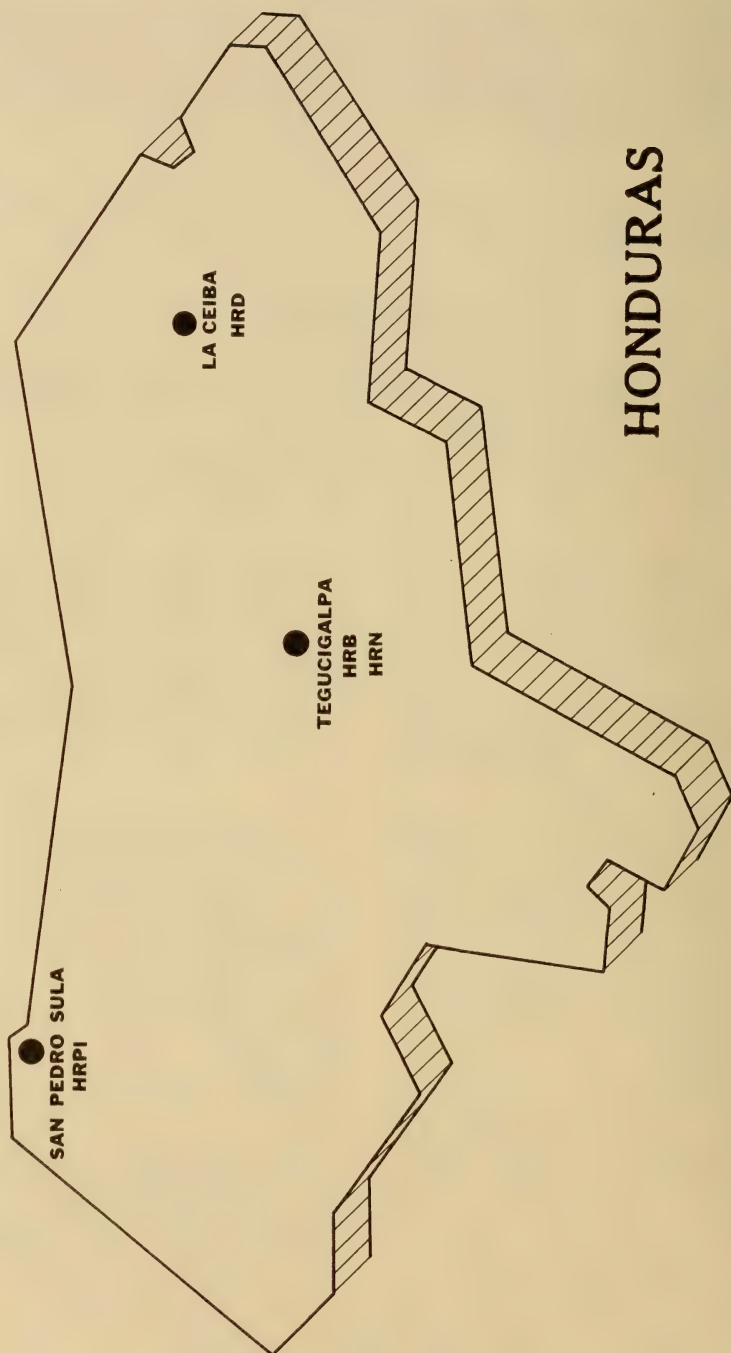 SAN PEDRO SULA
HRPI
TEGUCIGALPA
HRB
HRN
LA CEIBA
HRD
HONDURAS